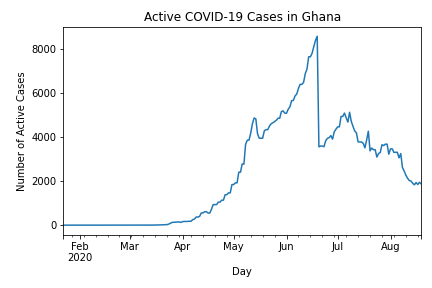 Active COVID-19 Cases in Ghana
Number of Active Cases
8000
6000
4000
2000
0
Feb Mar Apr May Jun Jul Aug
2020
Day